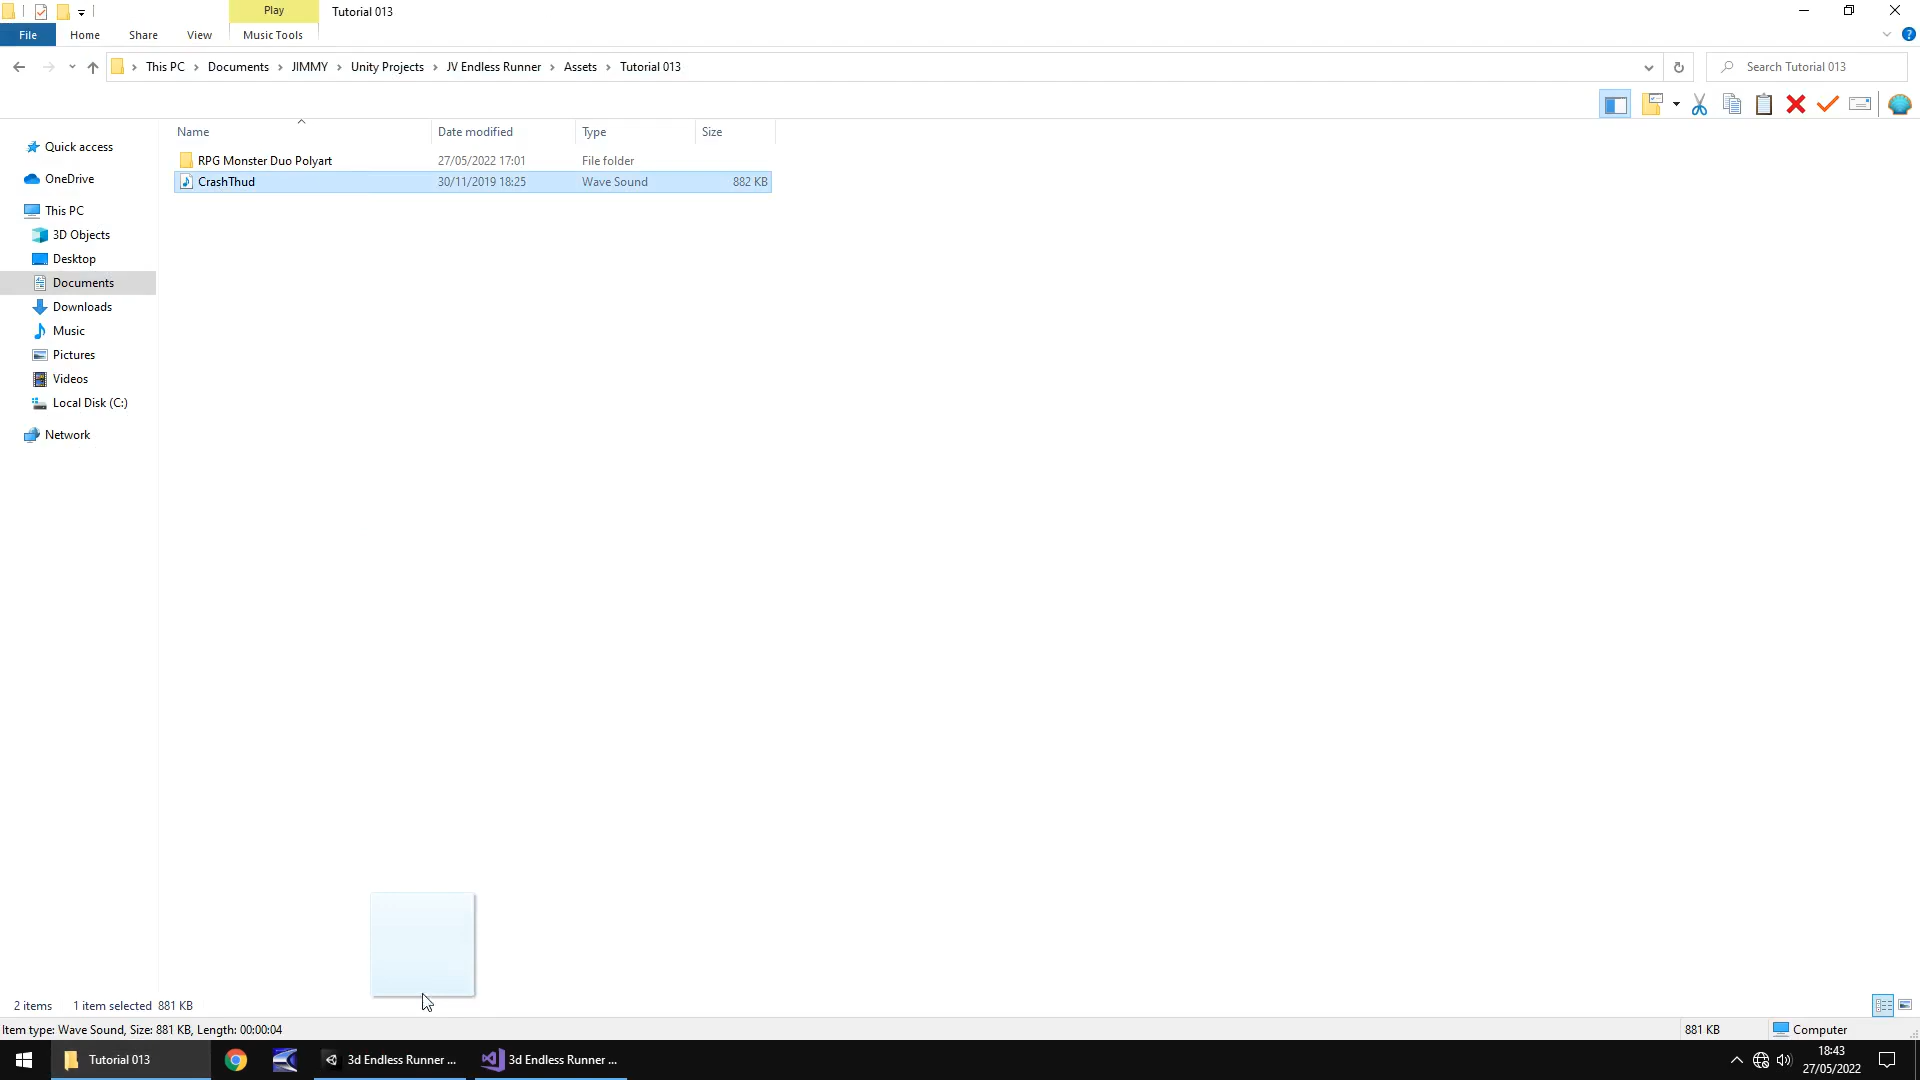 Play
Tutorial 013
File
Home
Share
View
Music Tools
This PC
Documents
JIMMY
Unity Projects
JV Endless Runner
Assets
Tutorial 013
Search Tutorial 013
Name
Date modified
Type
Size
RPG Monster Duo Polyart
27/05/2022 17:01
File folder
CrashThud
30/11/2019 18:25
Wave Sound
882 KB
Quick access
OneDrive
This PC
3D Objects
Desktop
Documents
Downloads
Music
Pictures
Videos
Local Disk (C:)
Network
2 items
1 item selected 881 KB
Item type: Wave Sound, Size: 881 KB, Length: 00:00:04
881 KB
Computer
Tutorial 013
3d Endless Runner ...
3d Endless Runner ...
18:43
27/05/2022